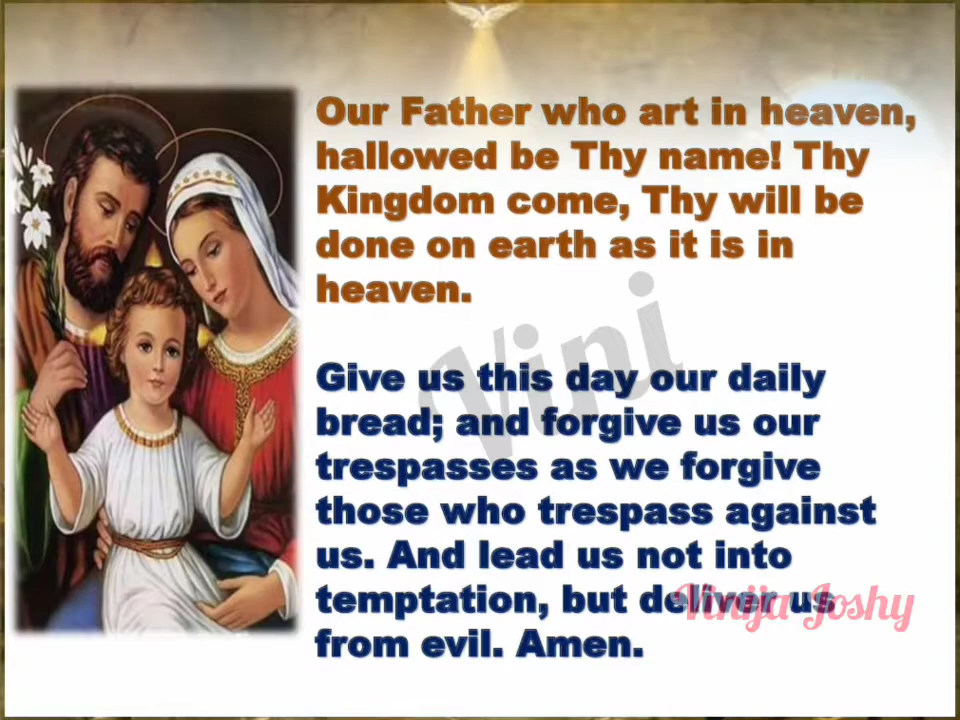 Our Father who art in heaven,
hallowed be Thy name! Thy
Kingdom come, Thy will be
done on earth as it is in
heaven.
Give us this day our daily
bread; and forgive us our
trespasses as we forgive
those who trespass against
us. And lead us not into
temptation, but deliver us
from evil. Amen.
Vini
Vinija Joshy